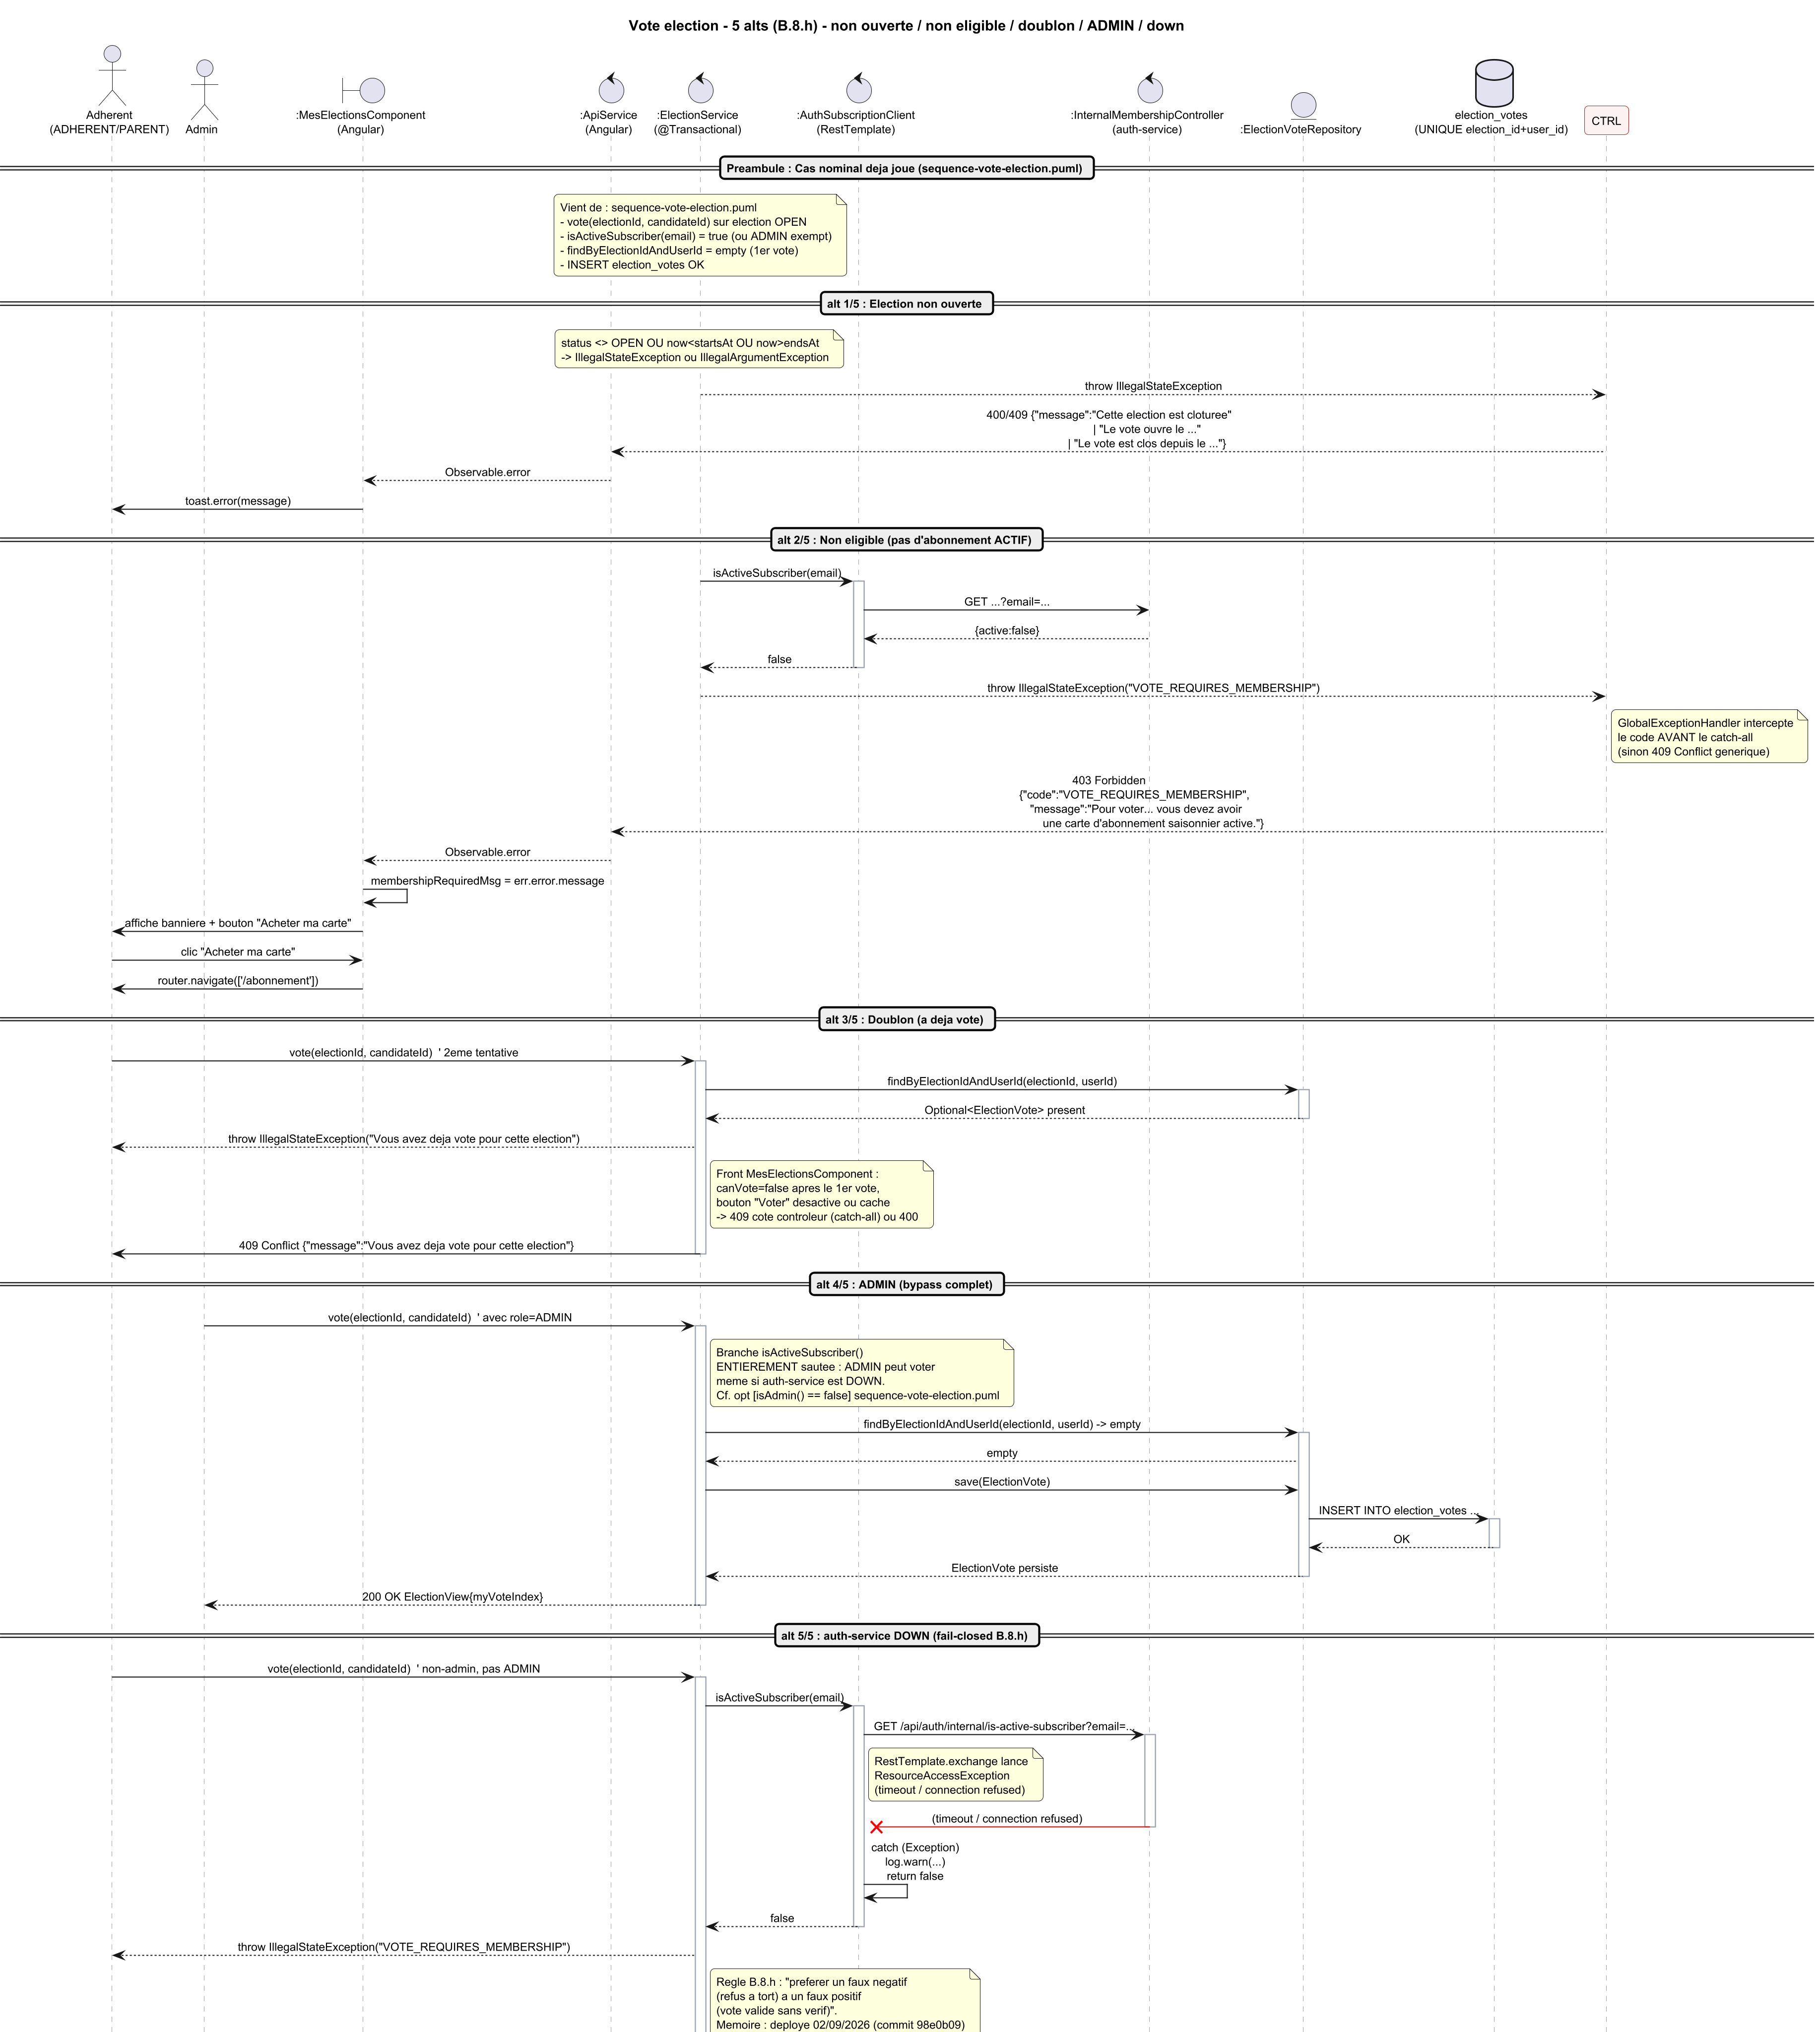 Vote election - 5 alts (B.8.h) - non ouverte / non eligible / doublon / ADMIN / down
Adherent
(ADHERENT/PARENT)
Admin
:MesElectionsComponent
(Angular)
:ApiService
(Angular)
:ElectionService
(@Transactional)
:AuthSubscriptionClient
(RestTemplate)
:InternalMembershipController
(auth-service)
:ElectionVoteRepository
election_votes
(UNIQUE election_id+user_id)
CTRL
Preambule : Cas nominal deja joue (sequence-vote-election.puml)
Vient de : sequence-vote-election.puml
- vote(electionId, candidateId) sur election OPEN
- isActiveSubscriber(email) = true (ou ADMIN exempt)
- findByElectionIdAndUserId = empty (1er vote)
- INSERT election_votes OK
alt 1/5 : Election non ouverte
status <> OPEN OU now<startsAt OU now>endsAt
-> IllegalStateException ou IllegalArgumentException
throw IllegalStateException
400/409 {"message":"Cette election est cloturee"
| "Le vote ouvre le ..."
| "Le vote est clos depuis le ..."}
Observable.error
toast.error(message)
alt 2/5 : Non eligible (pas d'abonnement ACTIF)
isActiveSubscriber(email)
GET ...?email=...
{active:false}
false
throw IllegalStateException("VOTE_REQUIRES_MEMBERSHIP")
GlobalExceptionHandler intercepte
le code AVANT le catch-all
(sinon 409 Conflict generique)
403 Forbidden
{"code":"VOTE_REQUIRES_MEMBERSHIP",
"message":"Pour voter... vous devez avoir
une carte d'abonnement saisonnier active."}
Observable.error
membershipRequiredMsg = err.error.message
affiche banniere + bouton "Acheter ma carte"
clic "Acheter ma carte"
router.navigate(['/abonnement'])
alt 3/5 : Doublon (a deja vote)
vote(electionId, candidateId)  ' 2eme tentative
findByElectionIdAndUserId(electionId, userId)
Optional<ElectionVote> present
throw IllegalStateException("Vous avez deja vote pour cette election")
Front MesElectionsComponent :
canVote=false apres le 1er vote,
bouton "Voter" desactive ou cache
-> 409 cote controleur (catch-all) ou 400
409 Conflict {"message":"Vous avez deja vote pour cette election"}
alt 4/5 : ADMIN (bypass complet)
vote(electionId, candidateId)  ' avec role=ADMIN
Branche isActiveSubscriber()
ENTIEREMENT sautee : ADMIN peut voter
meme si auth-service est DOWN.
Cf. opt [isAdmin() == false] sequence-vote-election.puml
findByElectionIdAndUserId(electionId, userId) -> empty
empty
save(ElectionVote)
INSERT INTO election_votes ...
OK
ElectionVote persiste
200 OK ElectionView{myVoteIndex}
alt 5/5 : auth-service DOWN (fail-closed B.8.h)
vote(electionId, candidateId)  ' non-admin, pas ADMIN
isActiveSubscriber(email)
GET /api/auth/internal/is-active-subscriber?email=...
RestTemplate.exchange lance
ResourceAccessException
(timeout / connection refused)
(timeout / connection refused)
catch (Exception)
log.warn(...)
return false
false
throw IllegalStateException("VOTE_REQUIRES_MEMBERSHIP")
Regle B.8.h : "preferer un faux negatif
(refus a tort) a un faux positif
(vote valide sans verif)".
Memoire : deploye 02/09/2026 (commit 98e0b09)